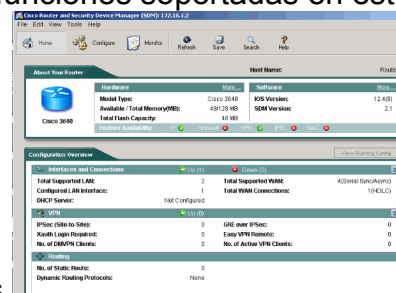 funciones soportadas en est
Cisco Router and Security Device Manager (SDM): 172.16.1.2
File Edit View Tools Help
Home Configure Monitor Refresh Save Search Help
About Your Router Host Name: Route
Hardware More... Software More...
Model Type: Cisco 3640 IOS Version: 12.4(8)
Available / Total Memory(MB): 48/128 MB SDM Version: 2.1
Total Flash Capacity: 48 MB
Cisco 3640
Feature Availability: IP Firewall VPN IPS NAC
Configuration Overview View Running Config
Interfaces and Connections Up (1) Down (5)
Total Supported LAN: 2 Total Supported WAN: 4(Serial Sync/Async)
Configured LAN Interface: 1 Total WAN Connections: 1(HDLC)
DHCP Server: Not Configured
VPN Up (0)
IPSec (Site-to-Site): 0 GRE over IPSec: 0
Xauth Login Required: 0 Easy VPN Remote: 0
No. of DMVPN Clients: 0 No. of Active VPN Clients: 0
Routing
No. of Static Route: 0
Dynamic Routing Protocols: None